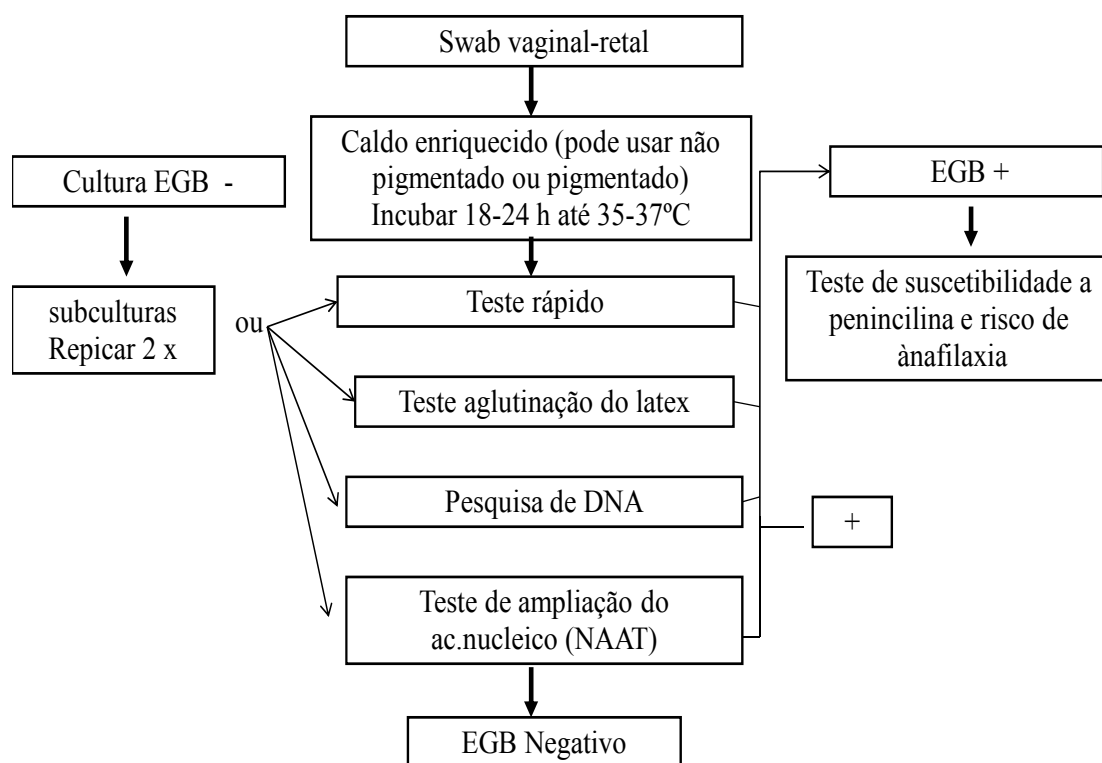 Swab vaginal-retal
Caldo enriquecido (pode usar não
pigmentado ou pigmentado)
Incubar 18-24 h até 35-37ºC
Cultura EGB -
EGB +
subculturas
Repicar 2 x
ou
Teste rápido
Teste de suscetibilidade a
penincilina e risco de
ànafilaxia
Teste aglutinação do latex
Pesquisa de DNA
+
Teste de ampliação do
ac.nucleico (NAAT)
EGB Negativo